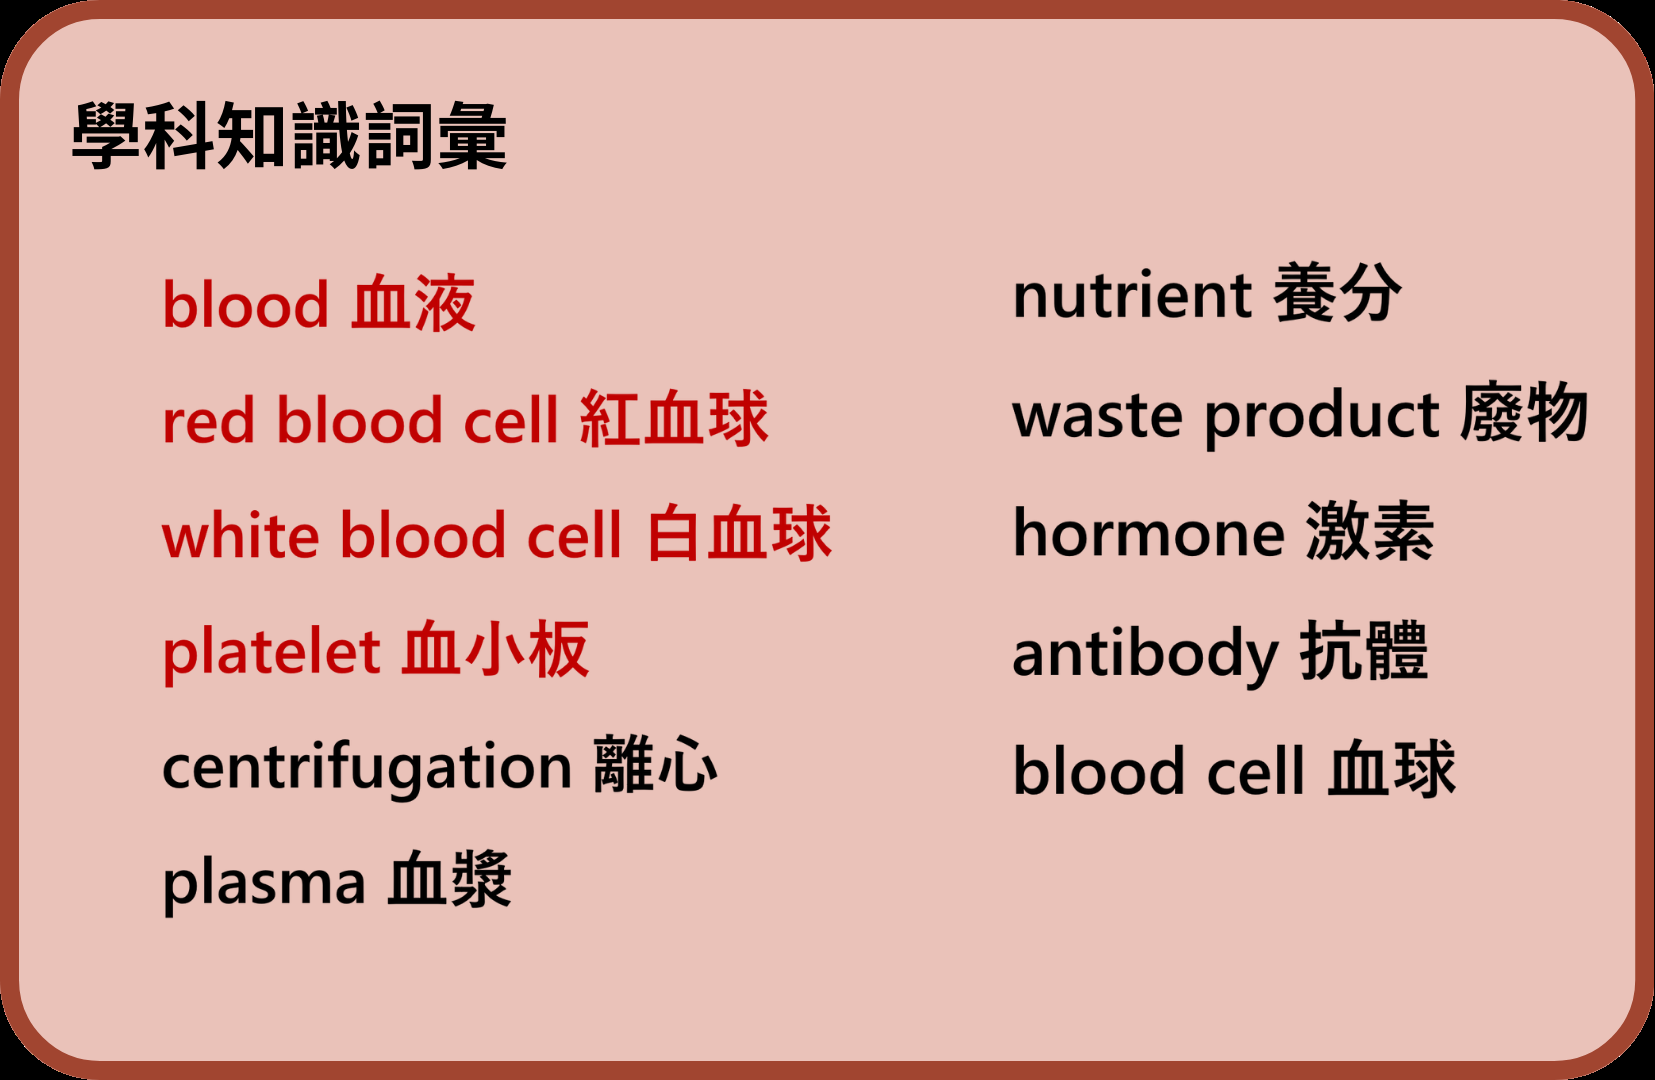 學科知識詞彙
blood 血液
red blood cell 紅血球
white blood cell 白血球
platelet 血小板
centrifugation 離心
plasma 血漿
nutrient 養分
waste product 廢物
hormone 激素
antibody 抗體
blood cell 血球